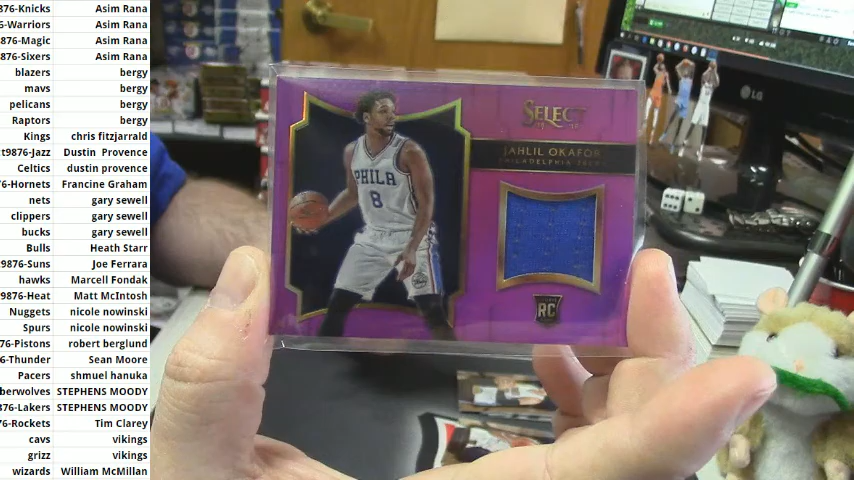 876-Knicks Asim Rana
6-Warriors Asim Rana
876-Magic Asim Rana
876-Sixers Asim Rana
blazers bergy
mavs bergy
pelicans bergy
Raptors bergy
Kings chris fitzjarrald
t9876-Jazz Dustin Provence
Celtics dustin provence
76-Hornets Francine Graham
nets gary sewell
clippers gary sewell
bucks gary sewell
Bulls Heath Starr
9876-Suns Joe Ferrara
hawks Marcell Fondak
9876-Heat Matt McIntosh
Nuggets nicole nowinski
Spurs nicole nowinski
76-Pistons robert berglund
6-Thunder Sean Moore
Pacers shmuel hanuka
berwolves STEPHENS MOODY
876-Lakers STEPHENS MOODY
76-Rockets Tim Clarey
cavs vikings
grizz vikings
wizards William McMillan
SELECT
JAHLIL OKAFOR
PHILADELPHIA 76ERS
PHILA
8
RC
LG